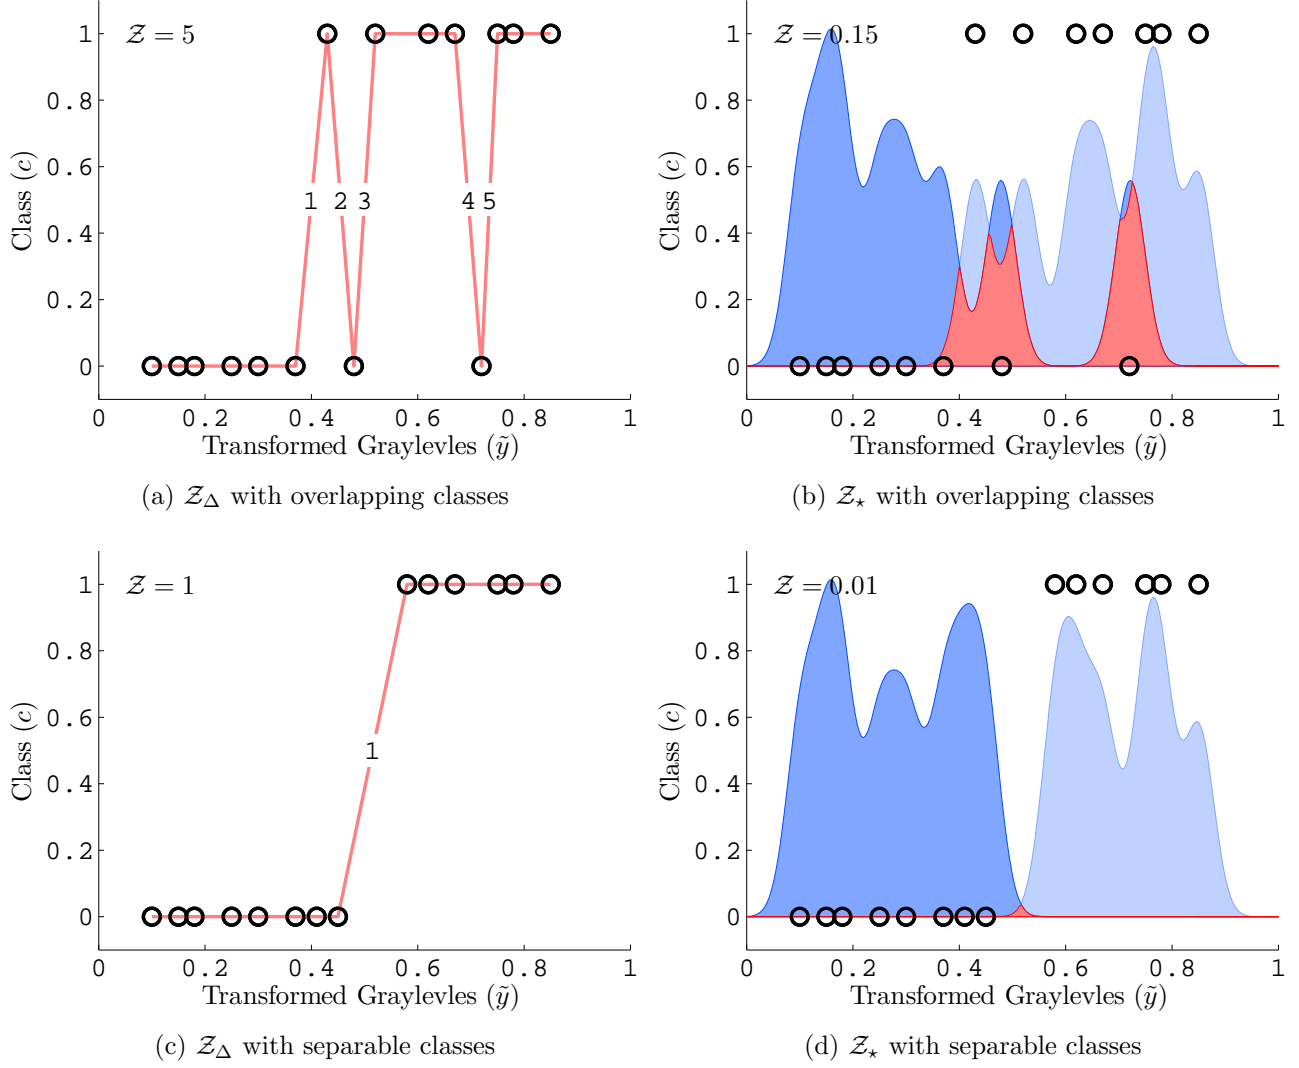 𝒵 = 5
1
0.8
0.6
0.4
0.2
0
Class (c)
1 2 3 4 5
0 0.2 0.4 0.6 0.8 1
Transformed Graylevles (ỹ)
(a) 𝒵Δ with overlapping classes
𝒵 = 0.15
1
0.8
0.6
0.4
0.2
0
Class (c)
0 0.2 0.4 0.6 0.8 1
Transformed Graylevles (ỹ)
(b) 𝒵⋆ with overlapping classes
𝒵 = 1
1
0.8
0.6
0.4
0.2
0
Class (c)
1
0 0.2 0.4 0.6 0.8 1
Transformed Graylevles (ỹ)
(c) 𝒵Δ with separable classes
𝒵 = 0.01
1
0.8
0.6
0.4
0.2
0
Class (c)
0 0.2 0.4 0.6 0.8 1
Transformed Graylevles (ỹ)
(d) 𝒵⋆ with separable classes